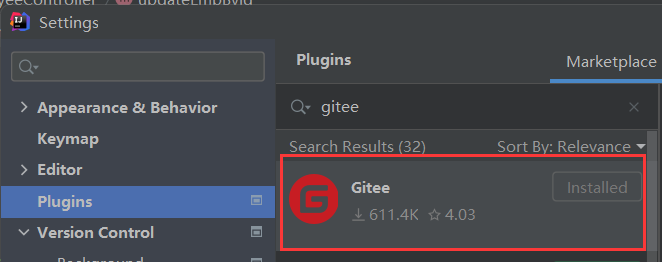 yeeController
updateEmpById
Settings
Plugins
Marketplace
Appearance & Behavior
gitee
Keymap
Search Results (32)
Sort By: Relevance
Editor
Gitee
Installed
Plugins
611.4K
4.03
Version Control
Background